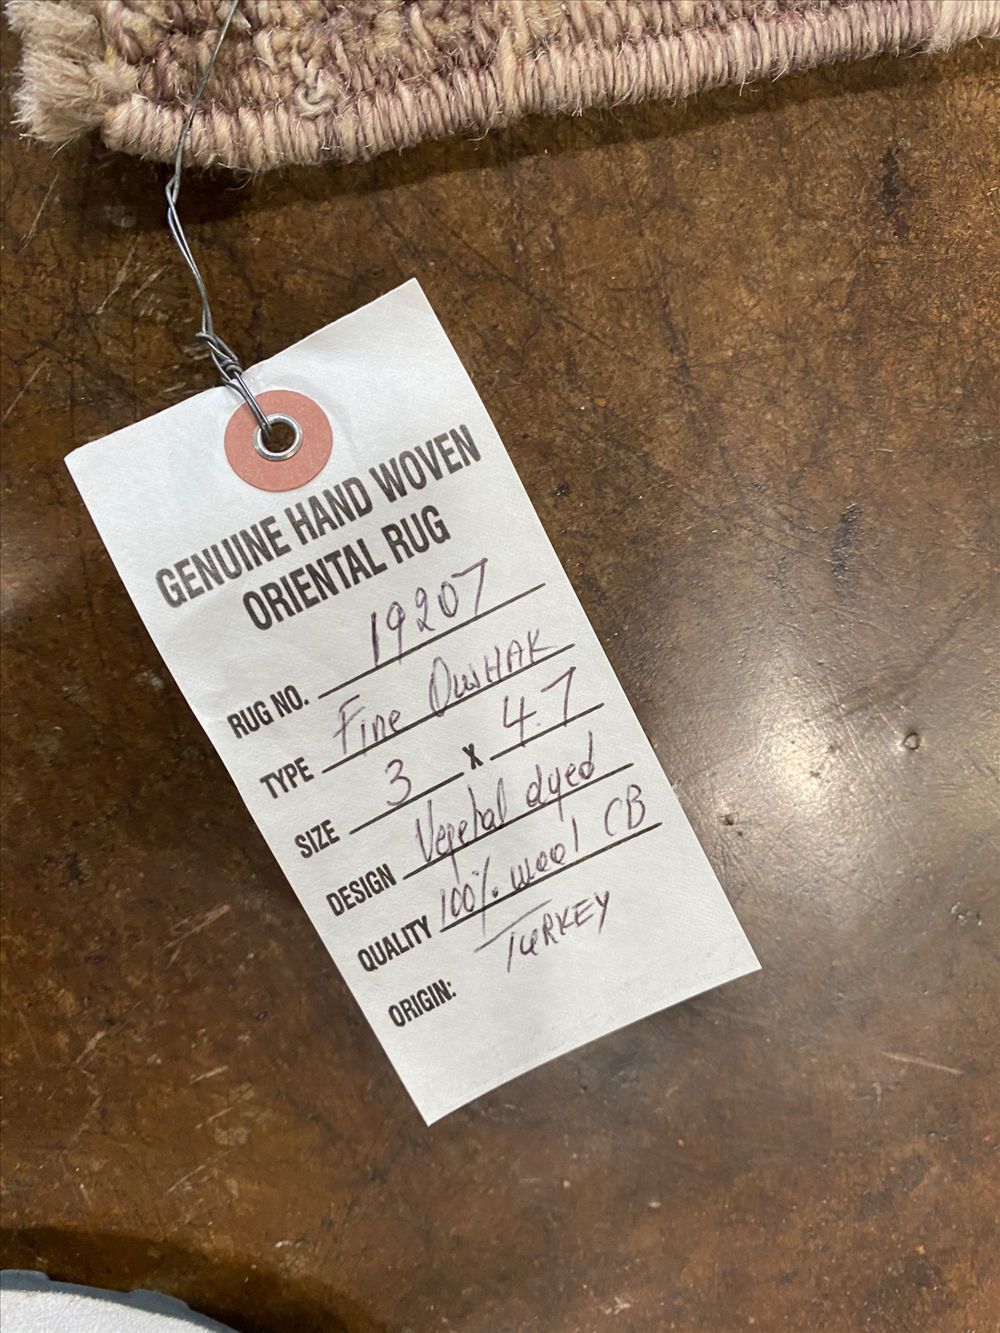 GENUINE HAND WOVEN
ORIENTAL RUG
RUG NO. 19207
TYPE Fine OuSHAK
SIZE 3 X 4.7
DESIGN Vegetal dyed
QUALITY 100% wool CB
ORIGIN: TuRKEY